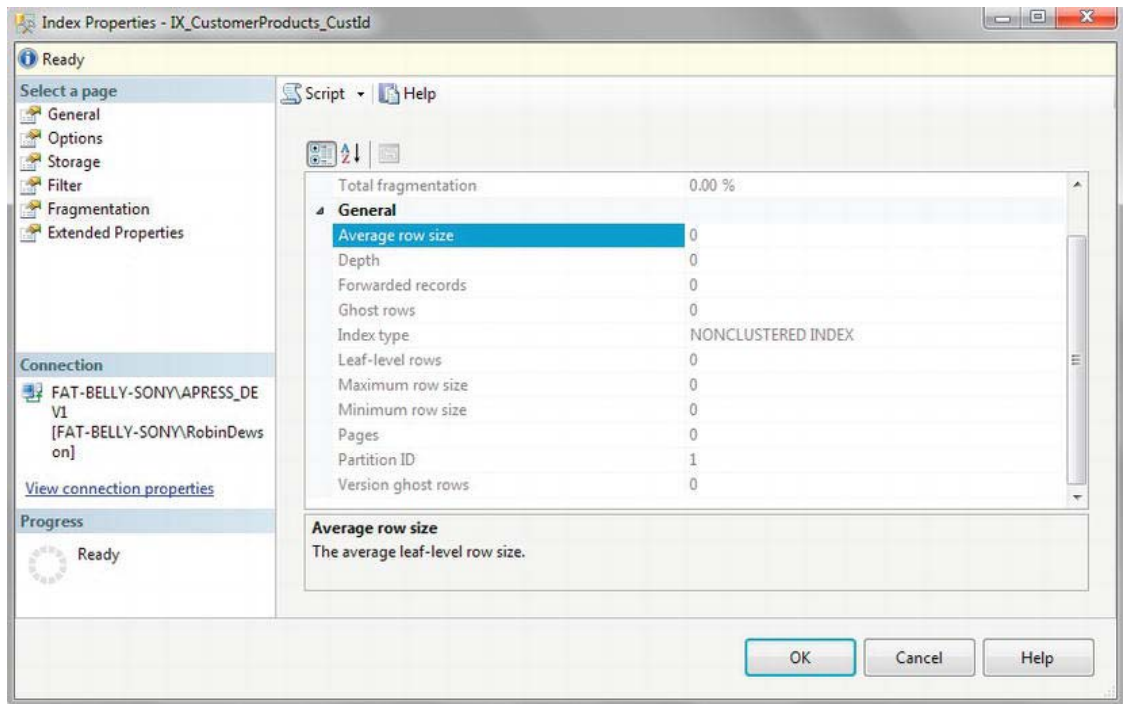 Index Properties - IX_CustomerProducts_CustId
Ready
Select a page
General
Options
Storage
Filter
Fragmentation
Extended Properties
Connection
FAT-BELLY-SONY\APRESS_DE
V1
[FAT-BELLY-SONY\RobinDews
on]
View connection properties
Progress
Ready
Script Help
Total fragmentation 0.00 %
General
Average row size 0
Depth 0
Forwarded records 0
Ghost rows 0
Index type NONCLUSTERED INDEX
Leaf-level rows 0
Maximum row size 0
Minimum row size 0
Pages 0
Partition ID 1
Version ghost rows 0
Average row size
The average leaf-level row size.
OK Cancel Help